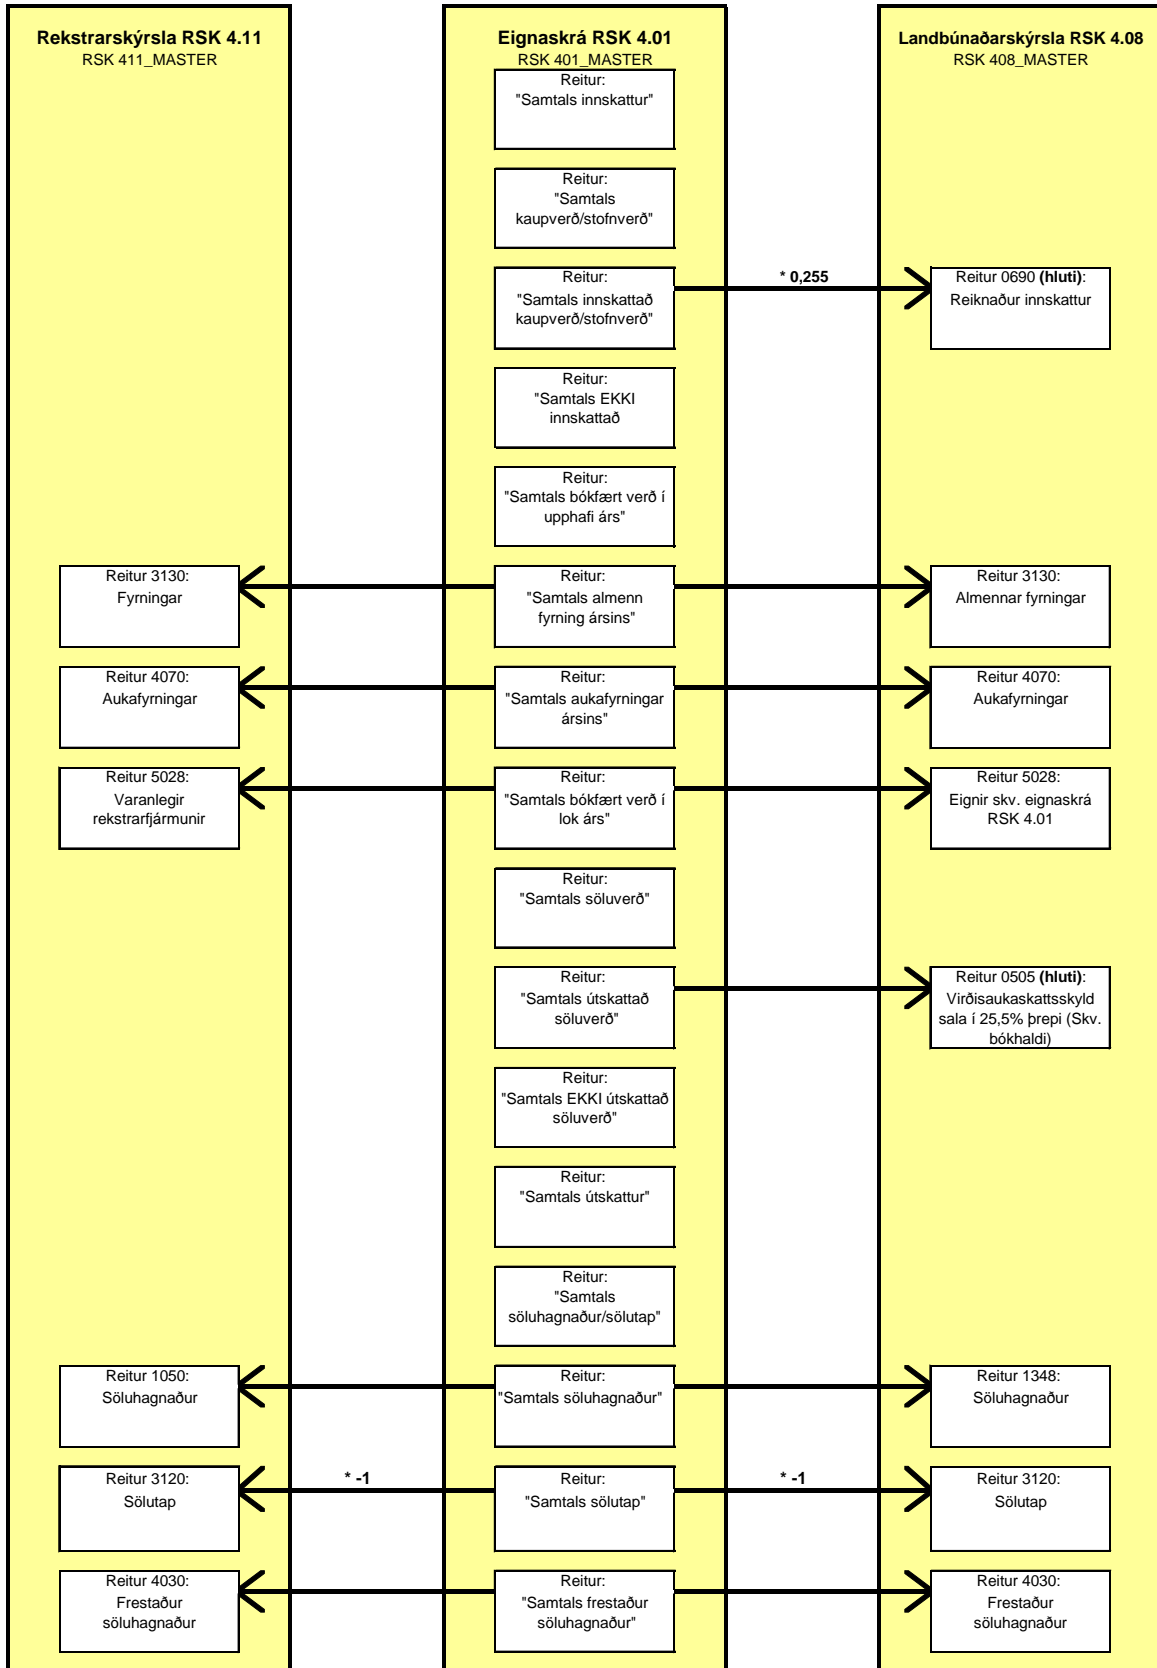 Rekstrarskýrsla RSK 4.11
RSK 411_MASTER
Eignaskrá RSK 4.01
RSK 401_MASTER
Landbúnaðarskýrsla RSK 4.08
RSK 408_MASTER
Reitur:
"Samtals innskattur"
Reitur:
"Samtals
kaupverð/stofnverð"
Reitur:
"Samtals innskattað
kaupverð/stofnverð"
* 0,255
Reitur 0690 (hluti):
Reiknaður innskattur
Reitur:
"Samtals EKKI
innskattað
Reitur:
"Samtals bókfært verð í
upphafi árs"
Reitur 3130:
Fyrningar
Reitur:
"Samtals almenn
fyrning ársins"
Reitur 3130:
Almennar fyrningar
Reitur 4070:
Aukafyrningar
Reitur:
"Samtals aukafyrningar
ársins"
Reitur 4070:
Aukafyrningar
Reitur 5028:
Varanlegir
rekstrarfjármunir
Reitur:
"Samtals bókfært verð í
lok árs"
Reitur 5028:
Eignir skv. eignaskrá
RSK 4.01
Reitur:
"Samtals söluverð"
Reitur:
"Samtals útskattað
söluverð"
Reitur 0505 (hluti):
Virðisaukaskattsskyld
sala í 25,5% þrepi (Skv.
bókhaldi)
Reitur:
"Samtals EKKI útskattað
söluverð"
Reitur:
"Samtals útskattur"
Reitur:
"Samtals
söluhagnaður/sölutap"
Reitur 1050:
Söluhagnaður
Reitur:
"Samtals söluhagnaður"
Reitur 1348:
Söluhagnaður
Reitur 3120:
Sölutap
* -1
Reitur:
"Samtals sölutap"
* -1
Reitur 3120:
Sölutap
Reitur 4030:
Frestaður
söluhagnaður
Reitur:
"Samtals frestaður
söluhagnaður"
Reitur 4030:
Frestaður
söluhagnaður